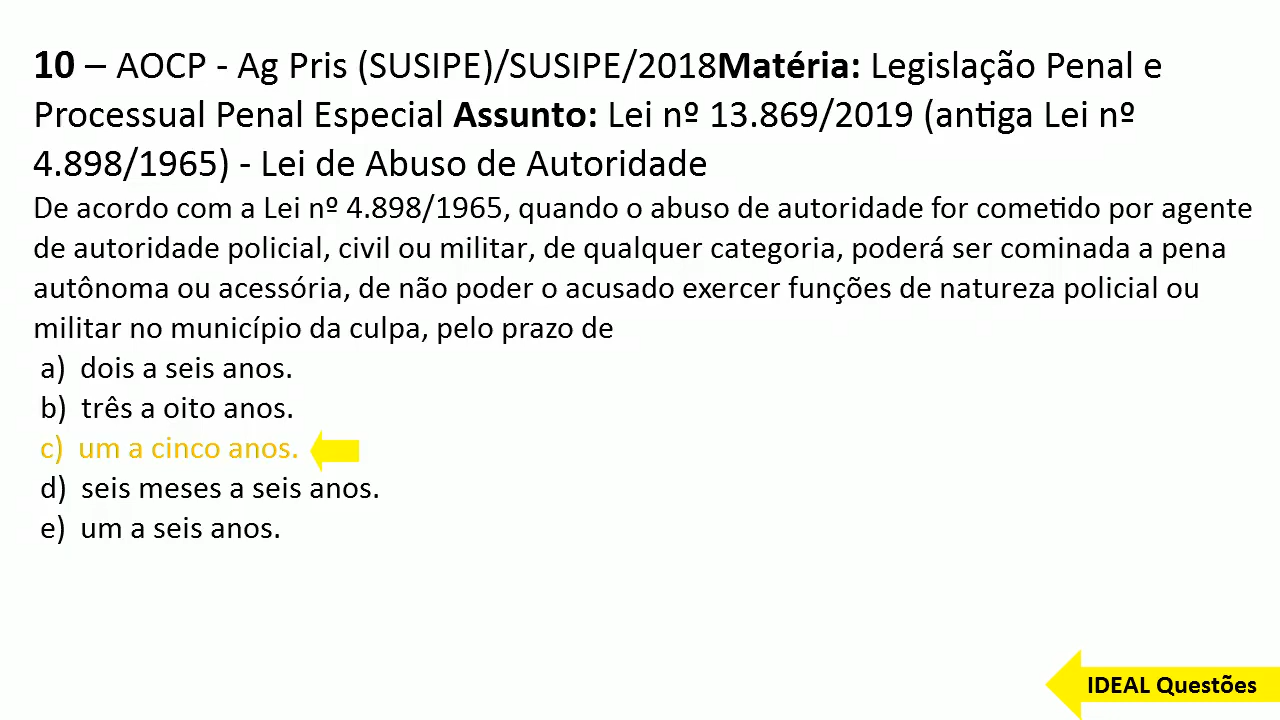 10 – AOCP - Ag Pris (SUSIPE)/SUSIPE/2018Matéria: Legislação Penal e
Processual Penal Especial Assunto: Lei nº 13.869/2019 (antiga Lei nº
4.898/1965) - Lei de Abuso de Autoridade
De acordo com a Lei nº 4.898/1965, quando o abuso de autoridade for cometido por agente
de autoridade policial, civil ou militar, de qualquer categoria, poderá ser cominada a pena
autônoma ou acessória, de não poder o acusado exercer funções de natureza policial ou
militar no município da culpa, pelo prazo de
a) dois a seis anos.
b) três a oito anos.
c) um a cinco anos.
d) seis meses a seis anos.
e) um a seis anos.
IDEAL Questões